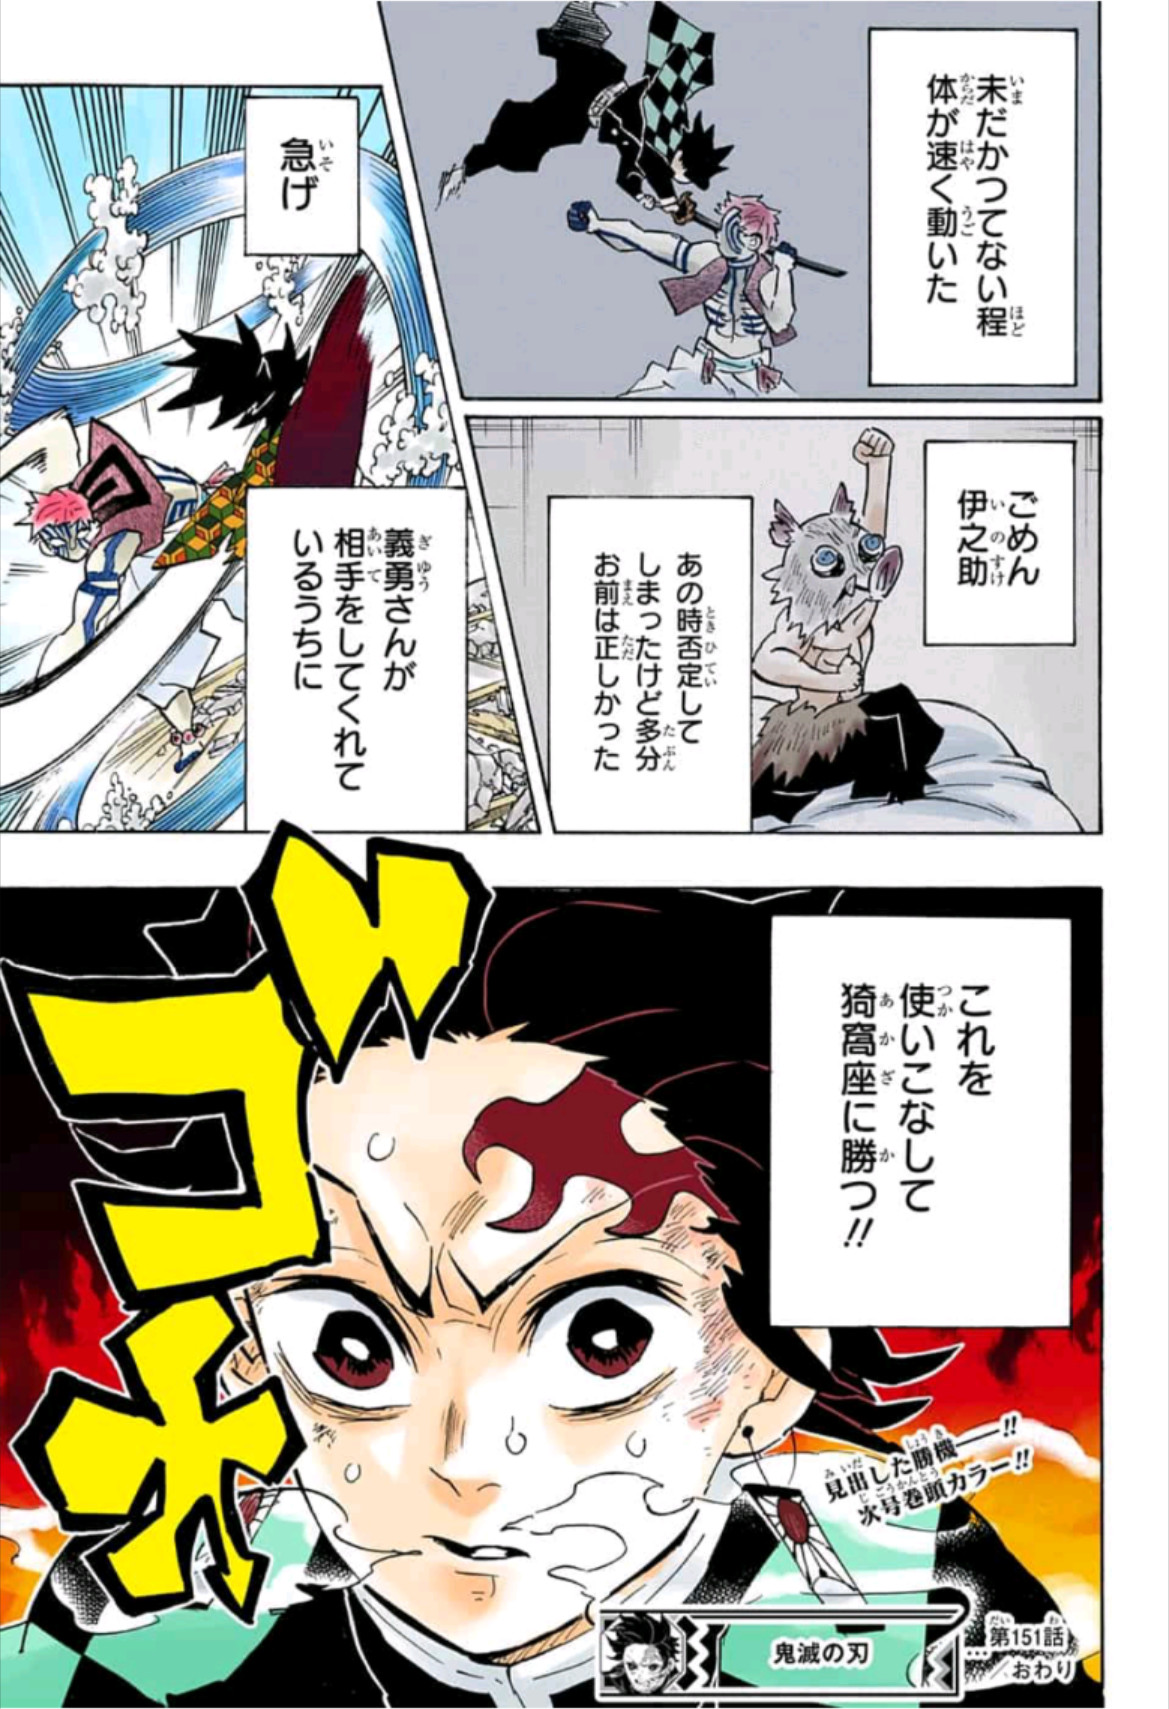 未だかつてない程
体が速く動いた
ごめん
伊之助
あの時否定して
しまったけど多分
お前は正しかった
急げ
義勇さんが
相手をしてくれて
いるうちに
これを
使いこなして
猗窩座に勝つ!!
ゴオ
見出した勝機――!!
次号巻頭カラー!!
鬼滅の刃
第151話
…/おわり